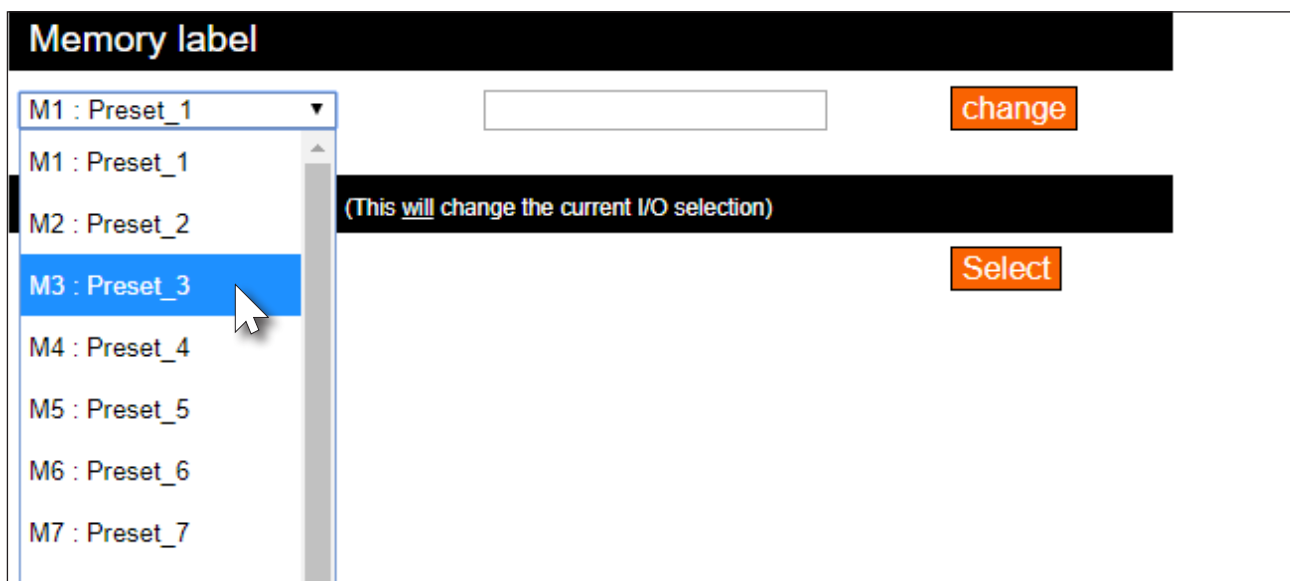 Memory label
M1 : Preset_1 ▼ change
M1 : Preset_1
M2 : Preset_2
(This will change the current I/O selection)
M3 : Preset_3
Select
M4 : Preset_4
M5 : Preset_5
M6 : Preset_6
M7 : Preset_7